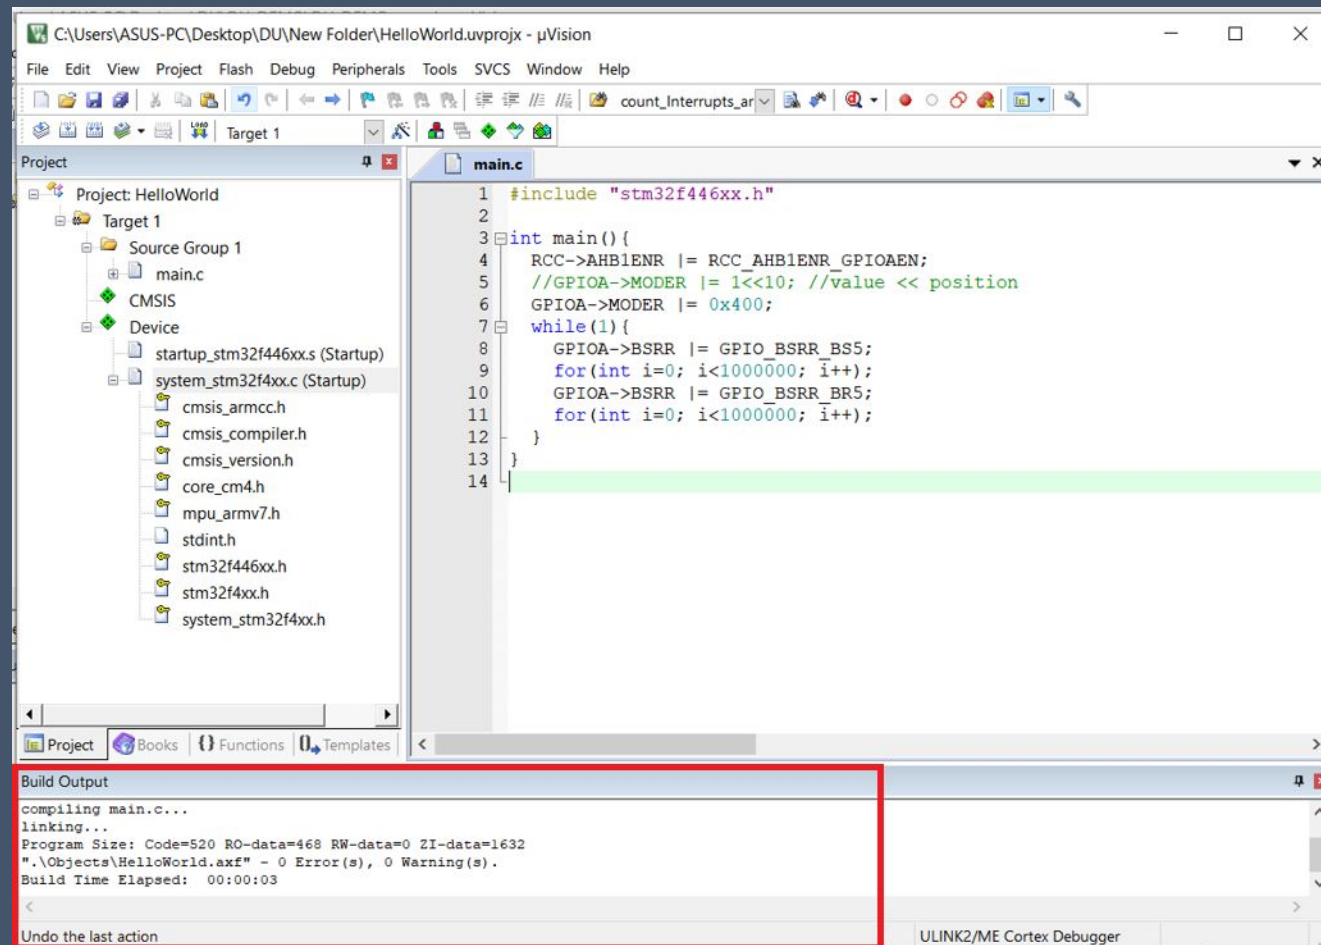 C:\Users\ASUS-PC\Desktop\DU\New Folder\HelloWorld.uvprojx - µVision
File Edit View Project Flash Debug Peripherals Tools SVCS Window Help
count_Interrupts_ar
LOAD Target 1
Project
main.c
Project: HelloWorld
Target 1
Source Group 1
main.c
CMSIS
Device
startup_stm32f446xx.s (Startup)
system_stm32f4xx.c (Startup)
cmsis_armcc.h
cmsis_compiler.h
cmsis_version.h
core_cm4.h
mpu_armv7.h
stdint.h
stm32f446xx.h
stm32f4xx.h
system_stm32f4xx.h
1 #include "stm32f446xx.h"
2
3 int main(){
4 RCC->AHB1ENR |= RCC_AHB1ENR_GPIOAEN;
5 //GPIOA->MODER |= 1<<10; //value << position
6 GPIOA->MODER |= 0x400;
7 while(1){
8 GPIOA->BSRR |= GPIO_BSRR_BS5;
9 for(int i=0; i<1000000; i++);
10 GPIOA->BSRR |= GPIO_BSRR_BR5;
11 for(int i=0; i<1000000; i++);
12 }
13 }
14
Project Books {} Functions Templates
Build Output
compiling main.c...
linking...
Program Size: Code=520 RO-data=468 RW-data=0 ZI-data=1632
".\Objects\HelloWorld.axf" - 0 Error(s), 0 Warning(s).
Build Time Elapsed: 00:00:03
Undo the last action ULINK2/ME Cortex Debugger